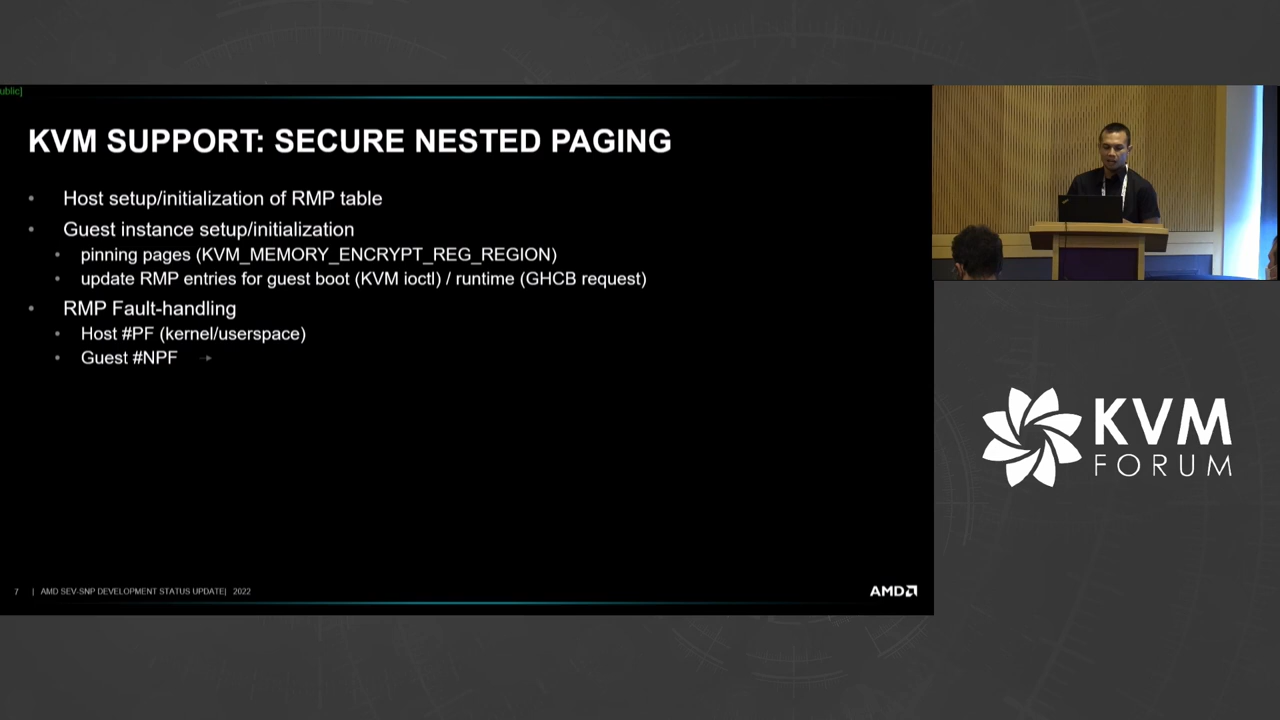 ublic]
KVM SUPPORT: SECURE NESTED PAGING
• Host setup/initialization of RMP table
• Guest instance setup/initialization
• pinning pages (KVM_MEMORY_ENCRYPT_REG_REGION)
• update RMP entries for guest boot (KVM ioctl) / runtime (GHCB request)
• RMP Fault-handling
• Host #PF (kernel/userspace)
• Guest #NPF
7 | AMD SEV-SNP DEVELOPMENT STATUS UPDATE| 2022
AMD
KVM
FORUM